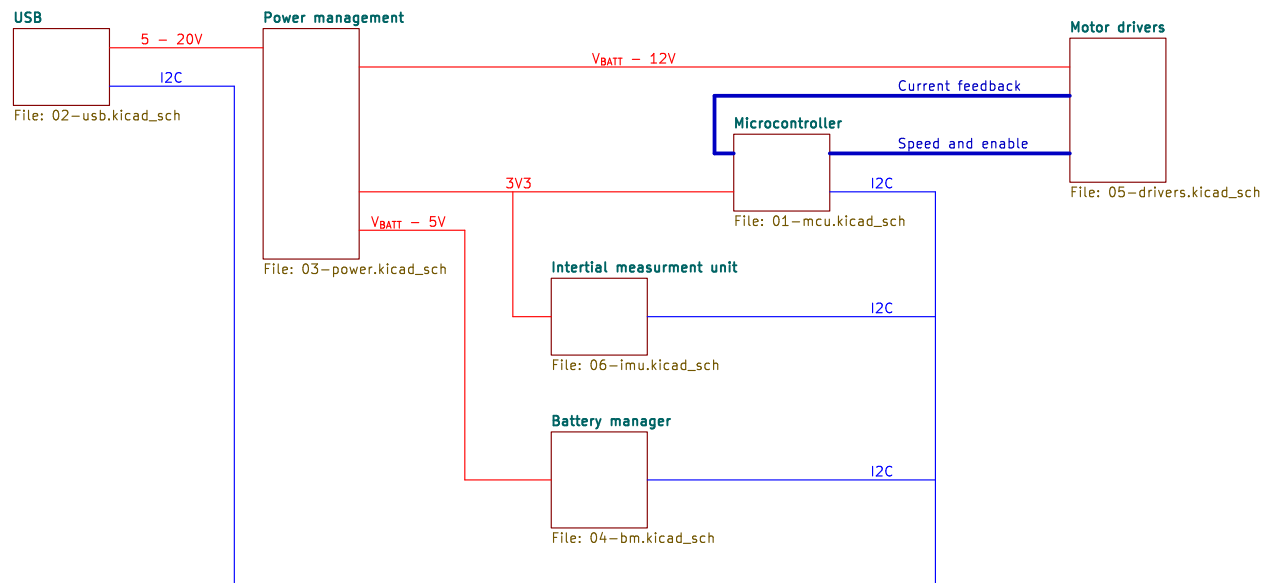 USB
Power management
Motor drivers
5 - 20V
V_BATT - 12V
I2C
Current feedback
File: 02-usb.kicad_sch
Microcontroller
Speed and enable
3V3
I2C
File: 05-drivers.kicad_sch
V_BATT - 5V
File: 01-mcu.kicad_sch
File: 03-power.kicad_sch
Intertial measurment unit
I2C
File: 06-imu.kicad_sch
Battery manager
I2C
File: 04-bm.kicad_sch